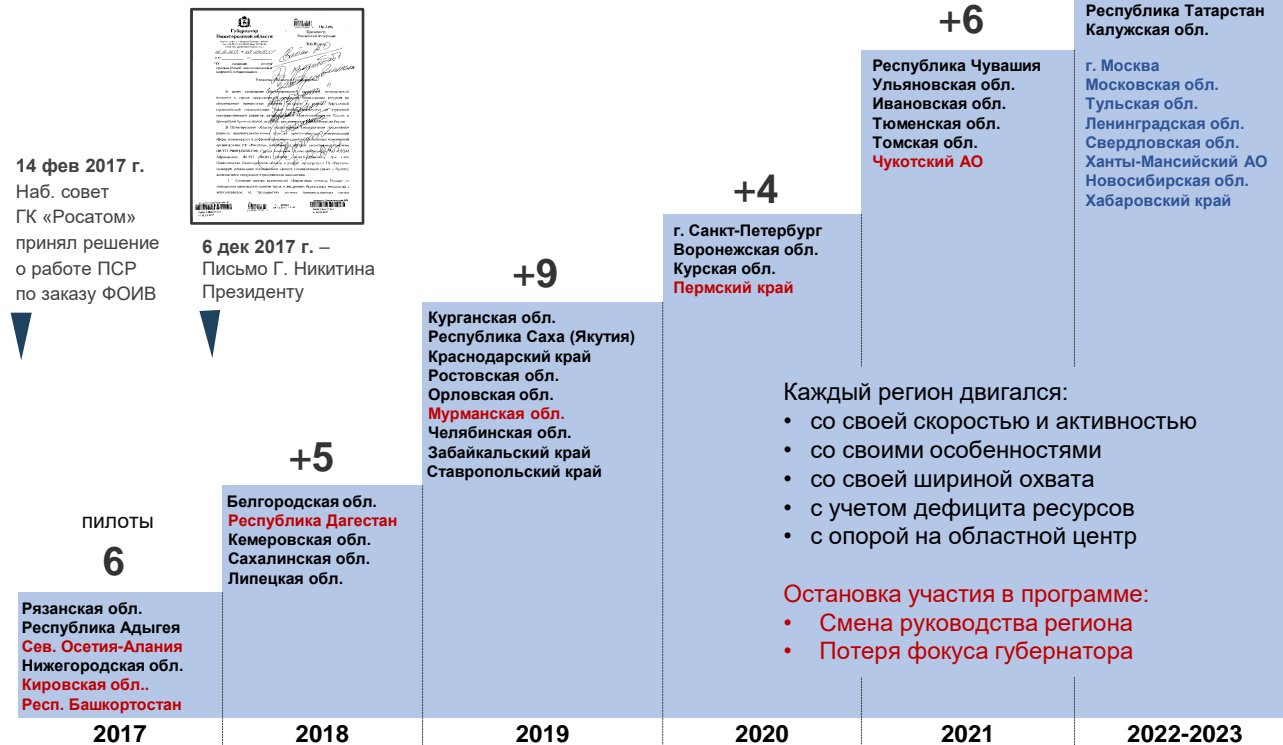 14 фев 2017 г.
Наб. совет
ГК «Росатом»
принял решение
о работе ПСР
по заказу ФОИВ
Губернатор
Нижегородской области
6 дек 2017 г. –
Письмо Г. Никитина
Президенту
пилоты
6
Рязанская обл.
Республика Адыгея
Сев. Осетия-Алания
Нижегородская обл.
Кировская обл..
Респ. Башкортостан
2017
+5
Белгородская обл.
Республика Дагестан
Кемеровская обл.
Сахалинская обл.
Липецкая обл.
2018
+9
Курганская обл.
Республика Саха (Якутия)
Краснодарский край
Ростовская обл.
Орловская обл.
Мурманская обл.
Челябинская обл.
Забайкальский край
Ставропольский край
2019
+4
г. Санкт-Петербург
Воронежская обл.
Курская обл.
Пермский край
2020
+6
Республика Чувашия
Ульяновская обл.
Ивановская обл.
Тюменская обл.
Томская обл.
Чукотский АО
2021
Республика Татарстан
Калужская обл.
г. Москва
Московская обл.
Тульская обл.
Ленинградская обл.
Свердловская обл.
Ханты-Мансийский АО
Новосибирская обл.
Хабаровский край
2022-2023
Каждый регион двигался:
• со своей скоростью и активностью
• со своими особенностями
• со своей шириной охвата
• с учетом дефицита ресурсов
• с опорой на областной центр
Остановка участия в программе:
• Смена руководства региона
• Потеря фокуса губернатора